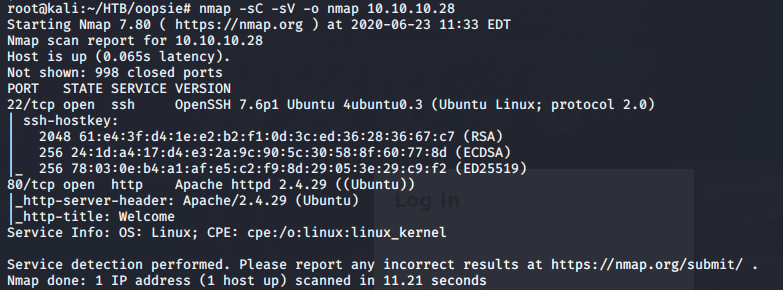 root@kali:~/HTB/oopsie# nmap -sC -sV -o nmap 10.10.10.28
Starting Nmap 7.80 ( https://nmap.org ) at 2020-06-23 11:33 EDT
Nmap scan report for 10.10.10.28
Host is up (0.065s latency).
Not shown: 998 closed ports
PORT   STATE SERVICE VERSION
22/tcp open  ssh     OpenSSH 7.6p1 Ubuntu 4ubuntu0.3 (Ubuntu Linux; protocol 2.0)
| ssh-hostkey:
|   2048 61:e4:3f:d4:1e:e2:b2:f1:0d:3c:ed:36:28:36:67:c7 (RSA)
|   256 24:1d:a4:17:d4:e3:2a:9c:90:5c:30:58:8f:60:77:8d (ECDSA)
|_  256 78:03:0e:b4:a1:af:e5:c2:f9:8d:29:05:3e:29:c9:f2 (ED25519)
80/tcp open  http    Apache httpd 2.4.29 ((Ubuntu))
|_http-server-header: Apache/2.4.29 (Ubuntu)
|_http-title: Welcome
Log in
Service Info: OS: Linux; CPE: cpe:/o:linux:linux_kernel
Service detection performed. Please report any incorrect results at https://nmap.org/submit/ .
Nmap done: 1 IP address (1 host up) scanned in 11.21 seconds